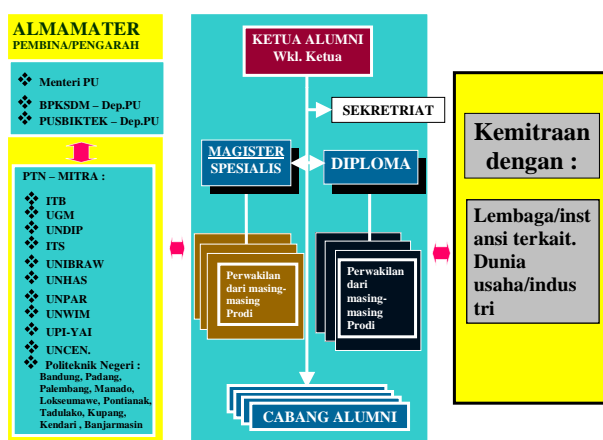 ALMAMATER
PEMBINA/PENGARAH
Menteri PU
BPKSDM – Dep.PU
PUSBIKTEK – Dep.PU
PTN – MITRA :
ITB
UGM
UNDIP
ITS
UNIBRAW
UNHAS
UNPAR
UNWIM
UPI-YAI
UNCEN.
Politeknik Negeri :
Bandung, Padang,
Palembang, Manado,
Lokseumawe, Pontianak,
Tadulako, Kupang,
Kendari , Banjarmasin
KETUA ALUMNI
Wkl. Ketua
SEKRETRIAT
MAGISTER
SPESIALIS
DIPLOMA
Perwakilan
dari masing-
masing
Prodi
Perwakilan
dari
masing-
masing
Prodi
CABANG ALUMNI
Kemitraan
dengan :
Lembaga/inst
ansi terkait.
Dunia
usaha/indus
tri